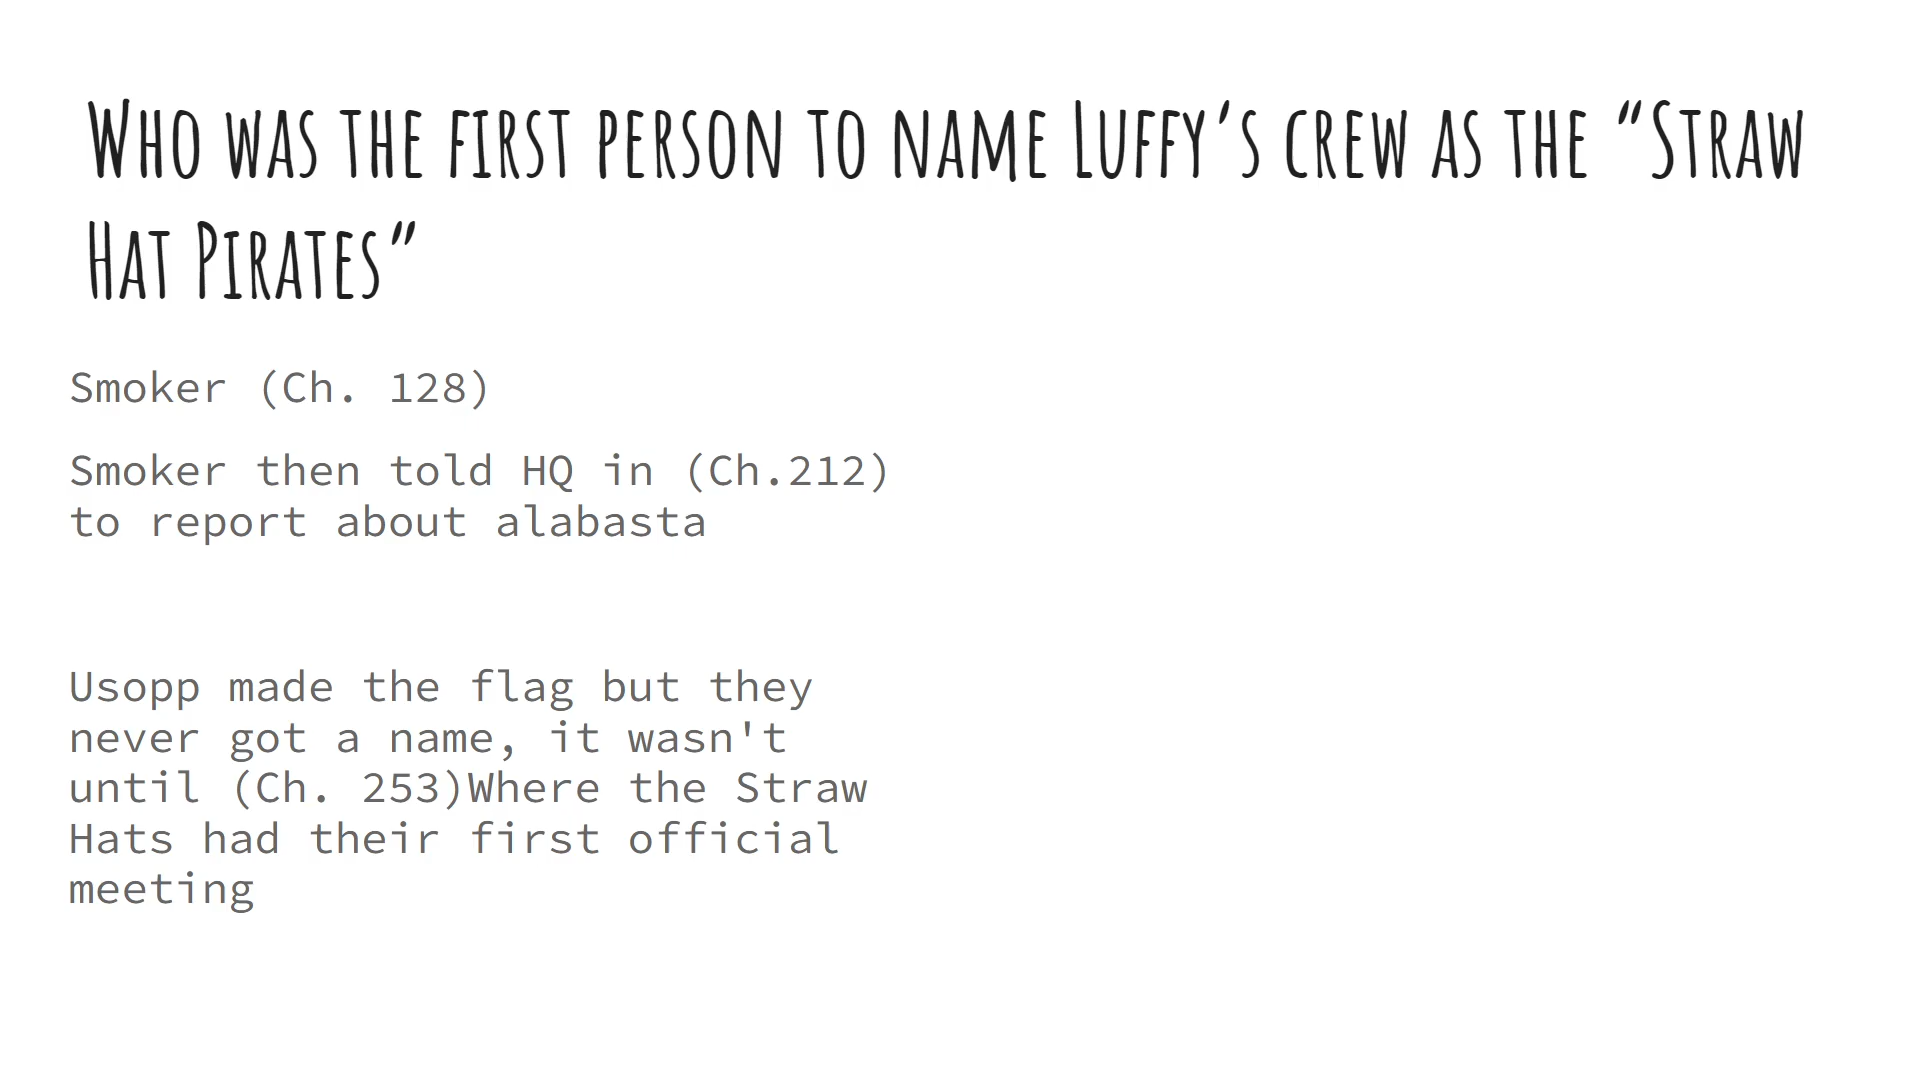 Who was the first person to name Luffy’s crew as the “Straw
Hat Pirates”
Smoker (Ch. 128)
Smoker then told HQ in (Ch.212)
to report about alabasta
Usopp made the flag but they
never got a name, it wasn't
until (Ch. 253)Where the Straw
Hats had their first official
meeting